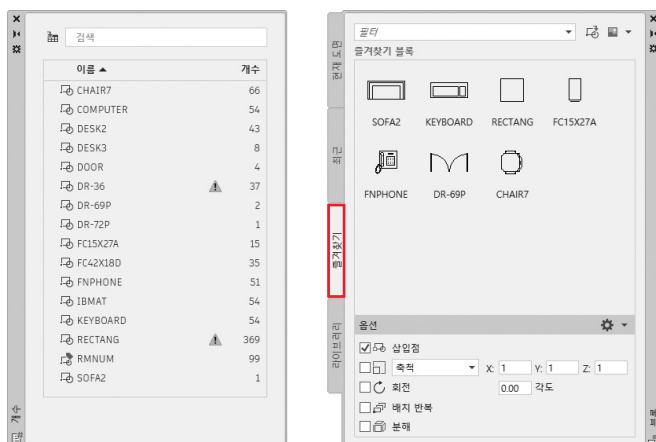 검색
이름 개수
CHAIR7 66
COMPUTER 54
DESK2 43
DESK3 8
DOOR 4
DR-36 37
DR-69P 2
DR-72P 1
FC15X27A 15
FC42X18D 35
FNPHONE 51
IBMAT 54
KEYBOARD 54
RECTANG 369
RMNUM 99
SOFA2 1
개수
필터
즐겨찾기 블록
현재 도면
최근
즐겨찾기
라이브러리
SOFA2 KEYBOARD RECTANG FC15X27A
FNPHONE DR-69P CHAIR7
옵션
삽입점
축척 X: 1 Y: 1 Z: 1
회전 0.00 각도
배치 반복
분해